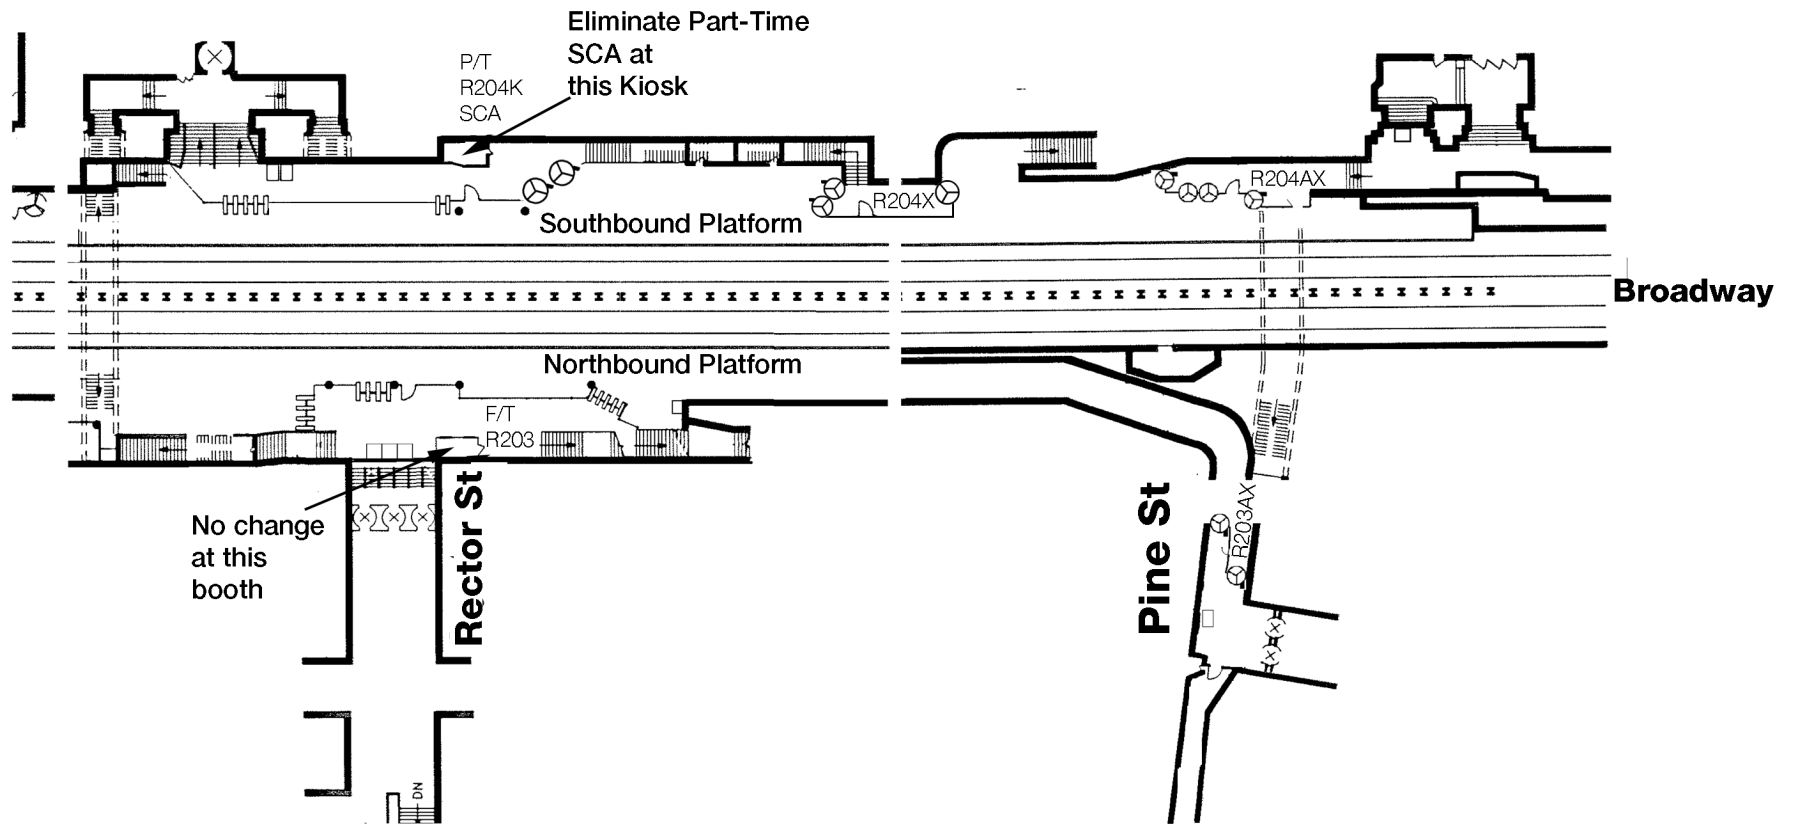 Eliminate Part-Time
SCA at
this Kiosk
P/T
R204K
SCA
R204AX
R204X
Southbound Platform
Broadway
Northbound Platform
F/T
R203
No change
at this
booth
Rector St
Pine St
R203AX
DN